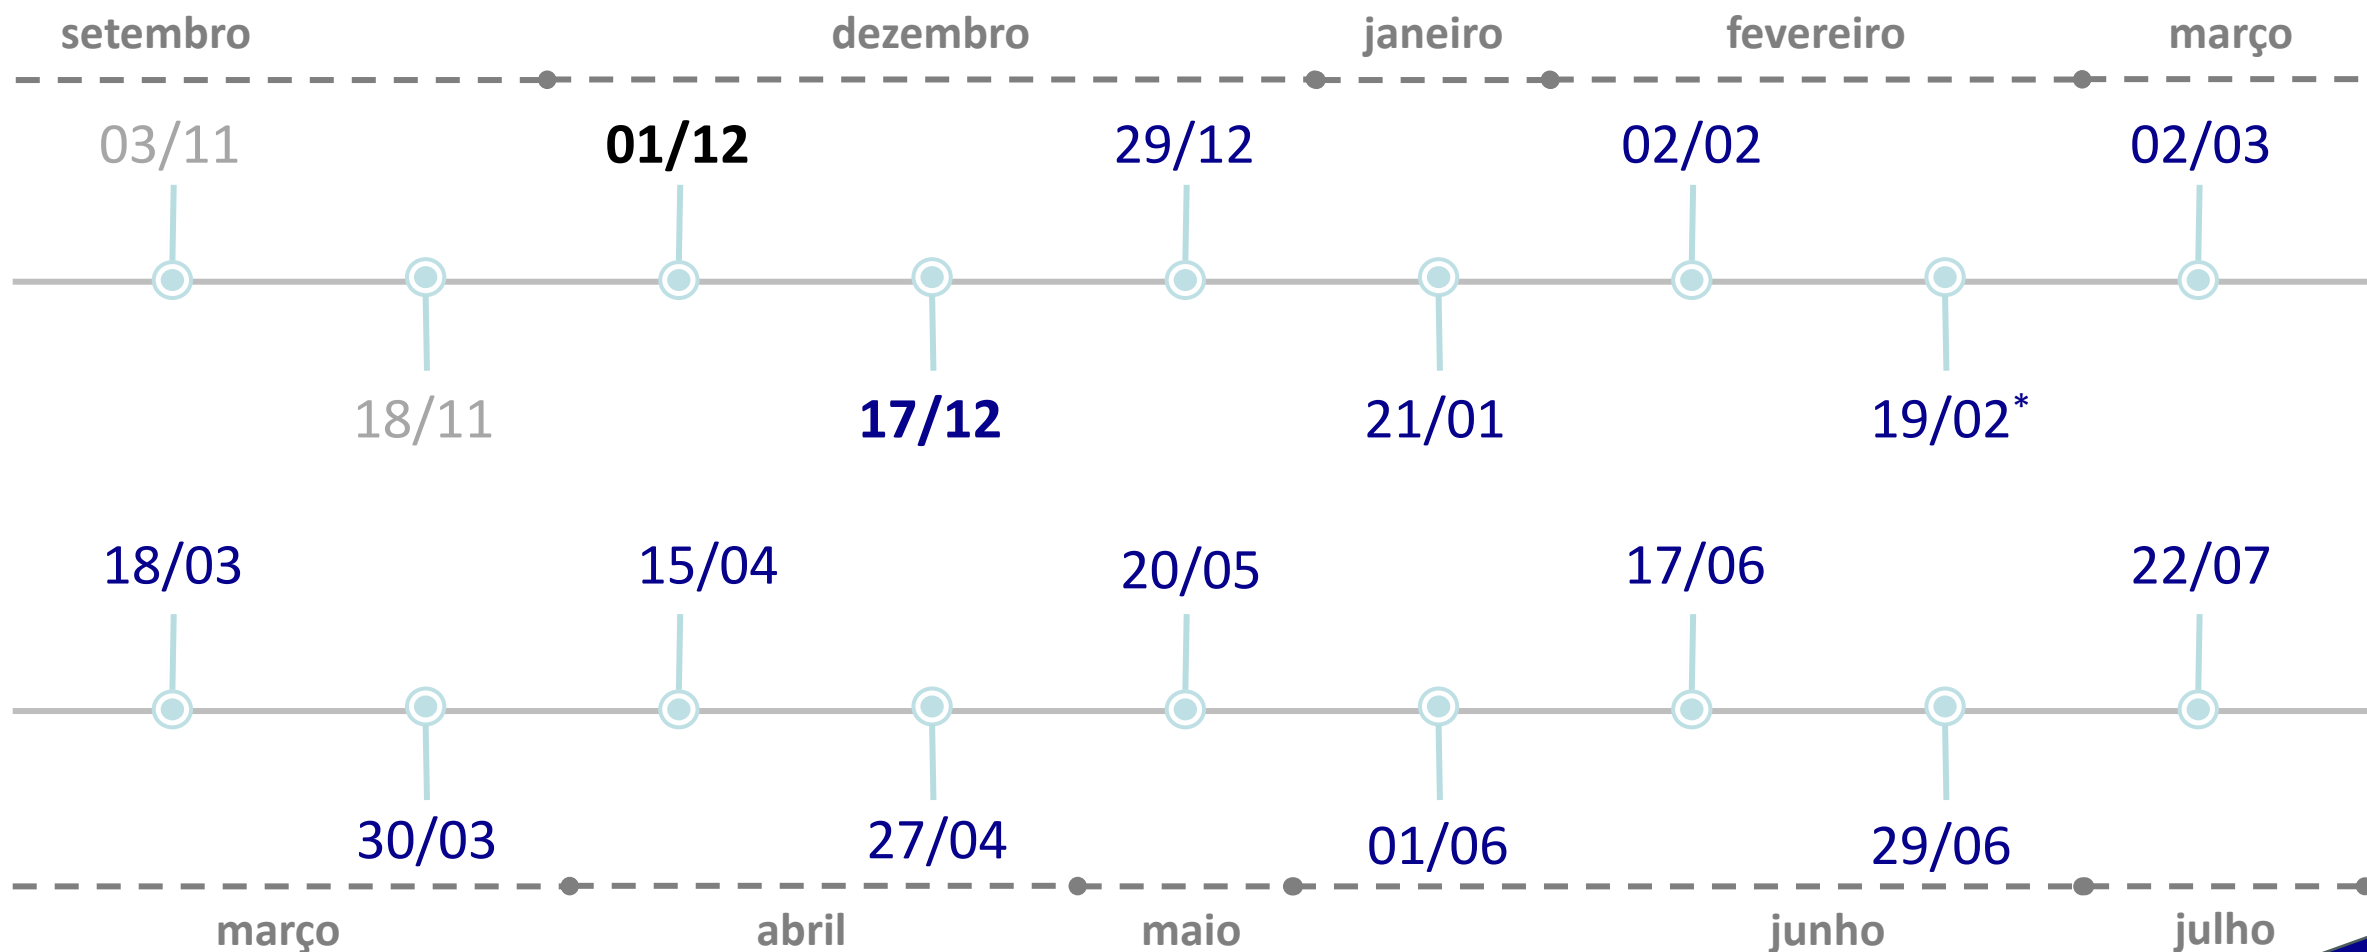 setembro dezembro janeiro fevereiro março
03/11 01/12 29/12 02/02 02/03
18/11 17/12 21/01 19/02*
18/03 15/04 20/05 17/06 22/07
30/03 27/04 01/06 29/06
março abril maio junho julho